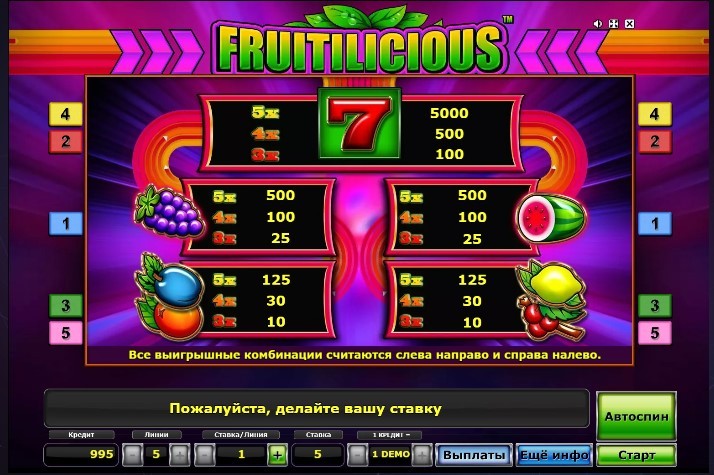 FRUITILICIOUS™
5x 5000
4x 500
3x 100
7
4
2
1
3
5
4
2
1
3
5
5x 500
4x 100
3x 25
5x 500
4x 100
3x 25
5x 125
4x 30
3x 10
5x 125
4x 30
3x 10
Все выигрышные комбинации считаются слева направо и справа налево.
Пожалуйста, делайте вашу ставку
Автоспин
Кредит Линии Ставка/Линия Ставка 1 КРЕДИТ =
995 - 5 + - 1 + 5 - 1 DEMO + Выплаты Ещё инфо Старт